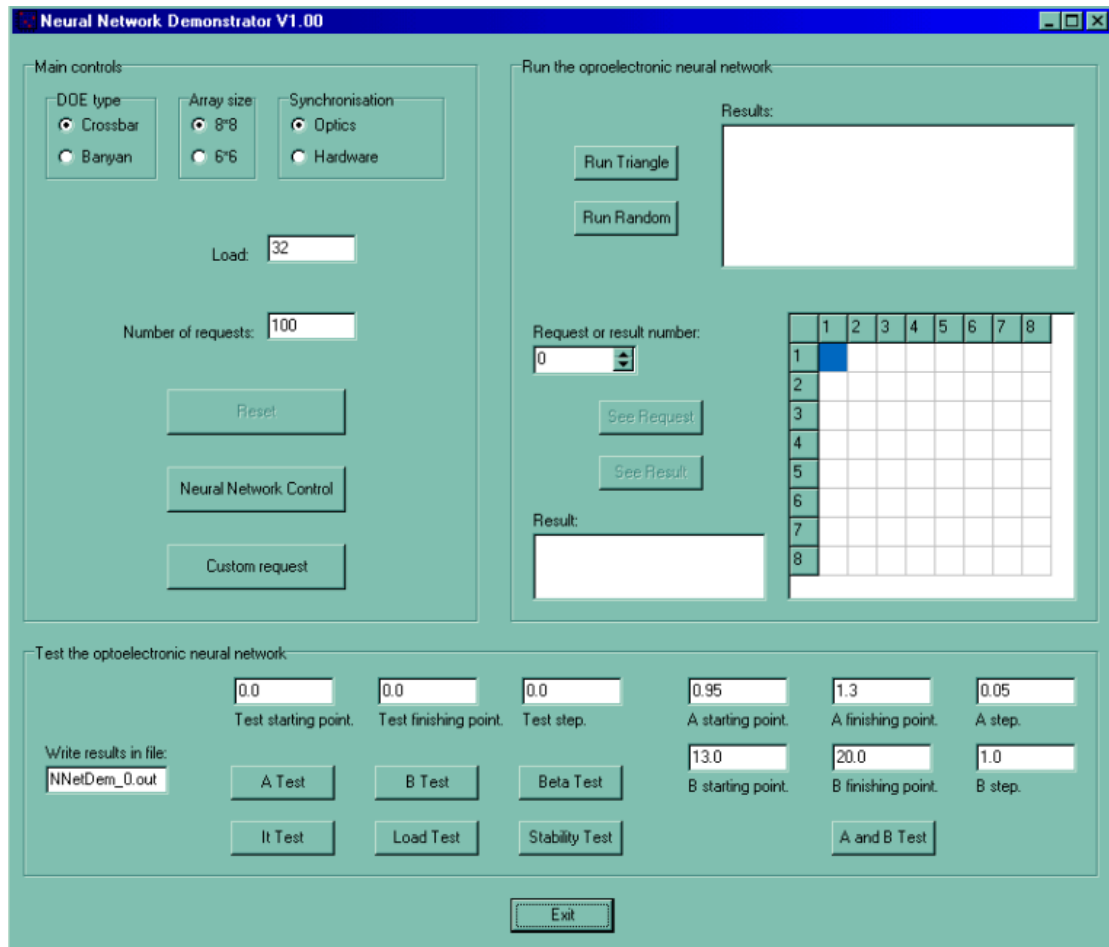 Neural Network Demonstrator V1.00
Main controls
DOE type
Crossbar
Banyan
Array size
8*8
6*6
Synchronisation
Optics
Hardware
Load: 32
Number of requests: 100
Reset
Neural Network Control
Custom request
Run the oproelectronic neural network
Results:
Run Triangle
Run Random
Request or result number:
0
See Request
See Result
Result:
1 2 3 4 5 6 7 8
1
2
3
4
5
6
7
8
Test the optoelectronic neural network
0.0 0.0 0.0 0.95 1.3 0.05
Test starting point. Test finishing point. Test step. A starting point. A finishing point. A step.
Write results in file: 13.0 20.0 1.0
NNetDem_0.out A Test B Test Beta Test B starting point. B finishing point. B step.
It Test Load Test Stability Test A and B Test
Exit